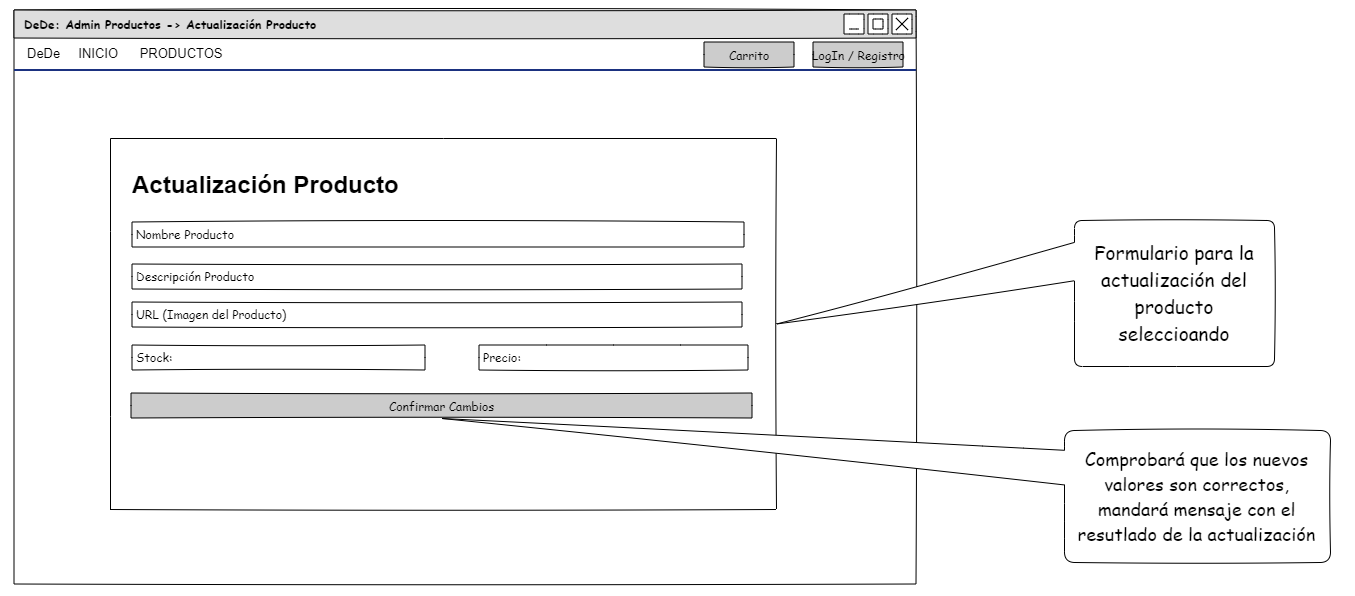 DeDe: Admin Productos -> Actualización Producto
DeDe INICIO PRODUCTOS Carrito LogIn / Registro
Actualización Producto
Nombre Producto
Descripción Producto
URL (Imagen del Producto)
Stock: Precio:
Confirmar Cambios
Formulario para la
actualización del
producto
seleccioando
Comprobará que los nuevos
valores son correctos,
mandará mensaje con el
resutlado de la actualización